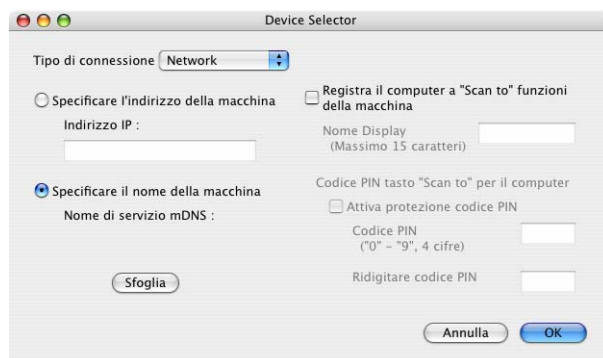 Device Selector
Tipo di connessione Network
Specificare l'indirizzo della macchina
Indirizzo IP :
Specificare il nome della macchina
Nome di servizio mDNS :
Sfoglia
Registra il computer a "Scan to" funzioni
della macchina
Nome Display
(Massimo 15 caratteri)
Codice PIN tasto "Scan to" per il computer
Attiva protezione codice PIN
Codice PIN
("0" – "9", 4 cifre)
Ridigitare codice PIN
Annulla
OK